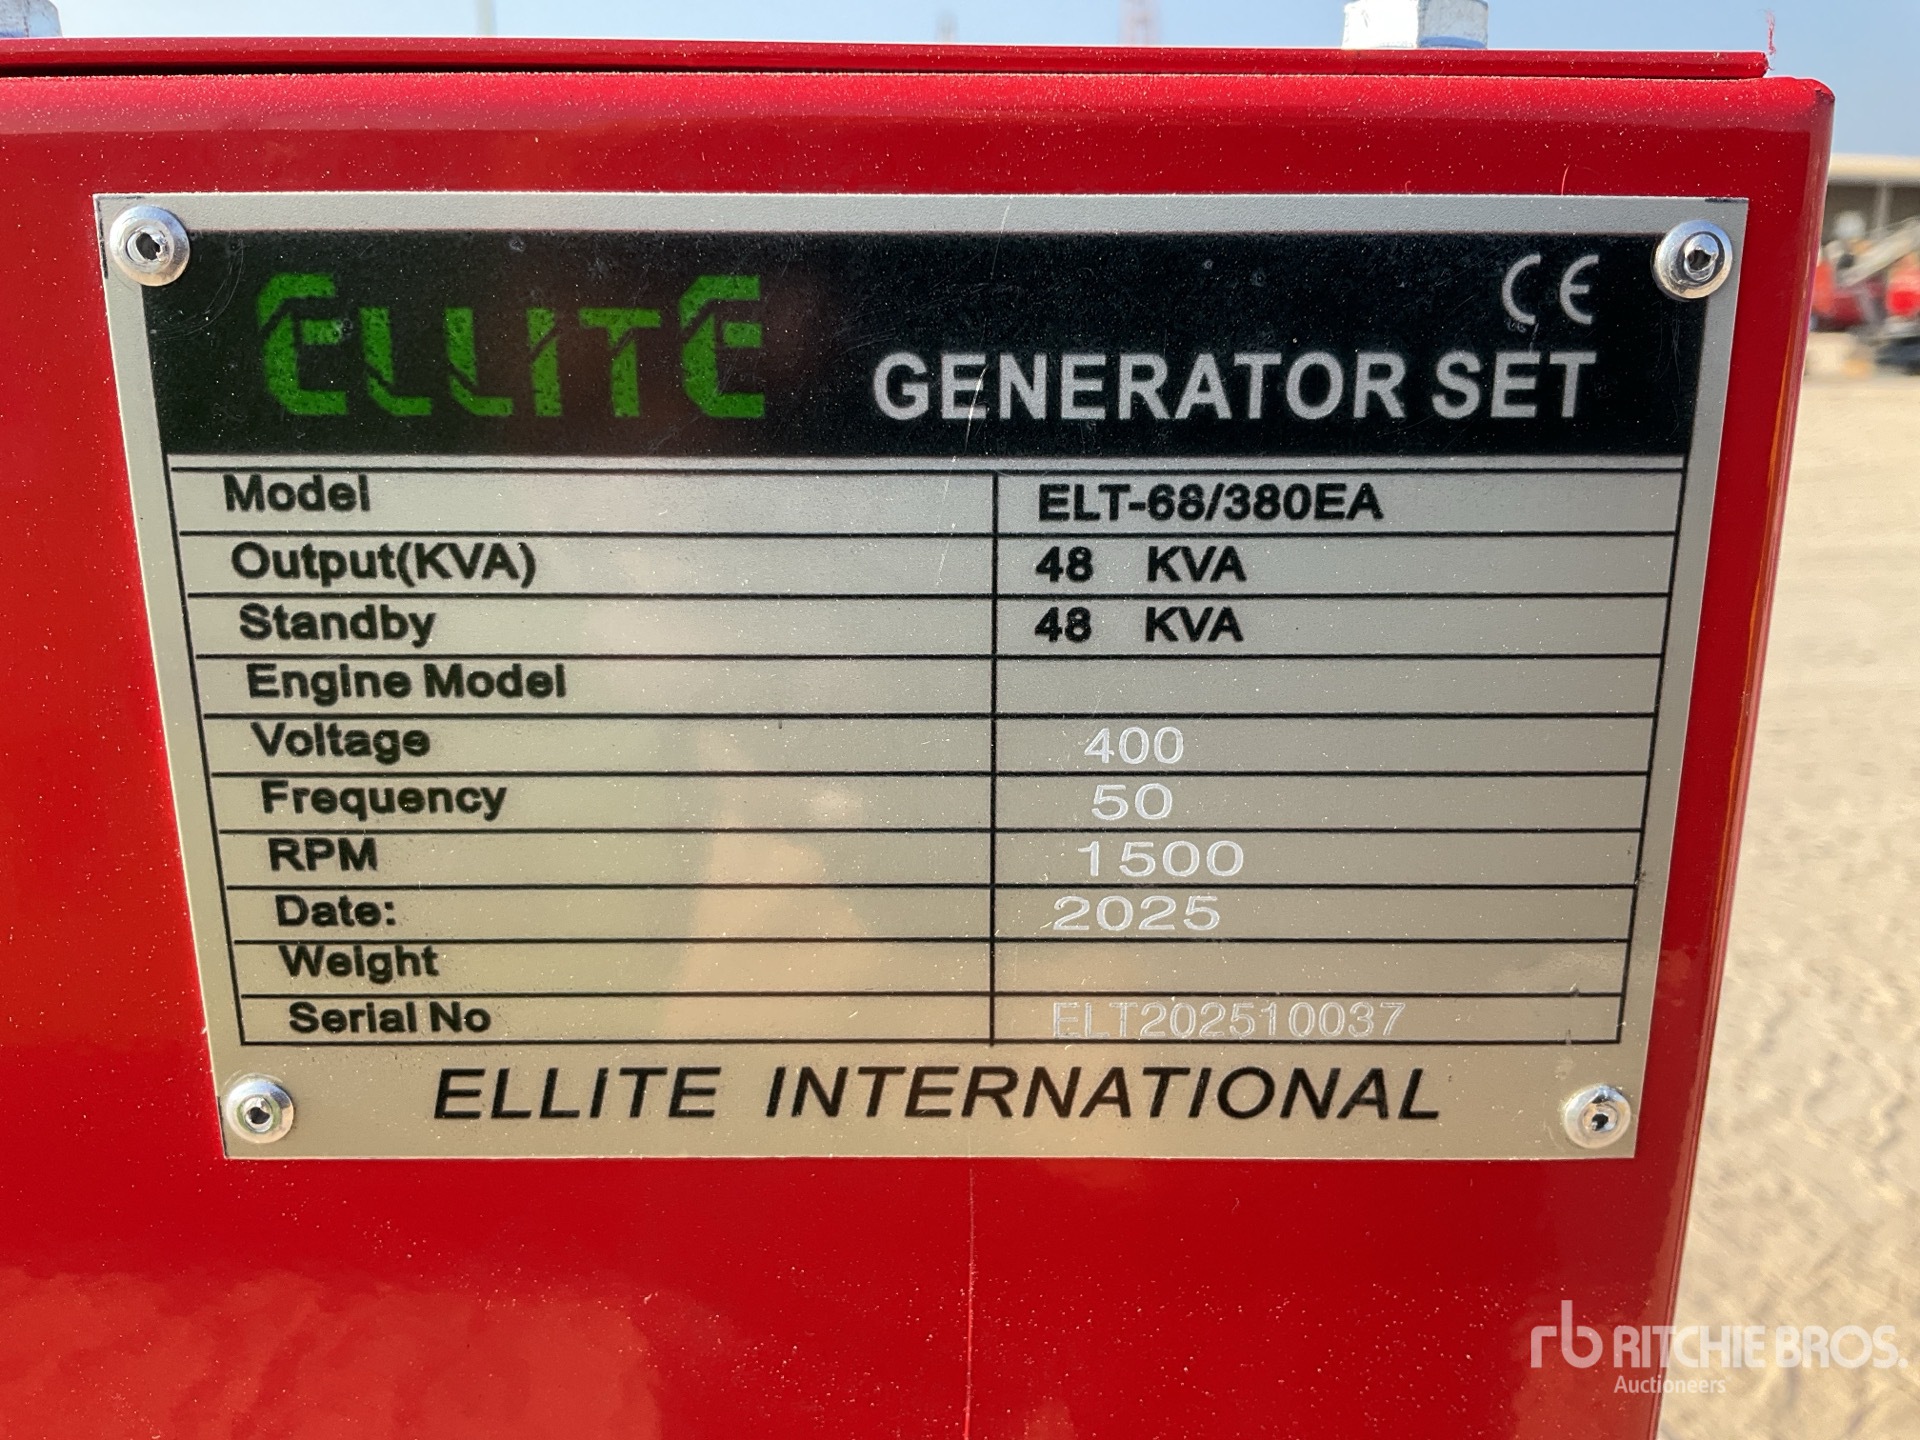 ELLITE
CE
GENERATOR SET
Model ELT-68/380EA
Output(KVA) 48 KVA
Standby 48 KVA
Engine Model
Voltage 400
Frequency 50
RPM 1500
Date: 2025
Weight
Serial No ELT202510037
ELLITE INTERNATIONAL
rb RITCHIE BROS.
Auctioneers